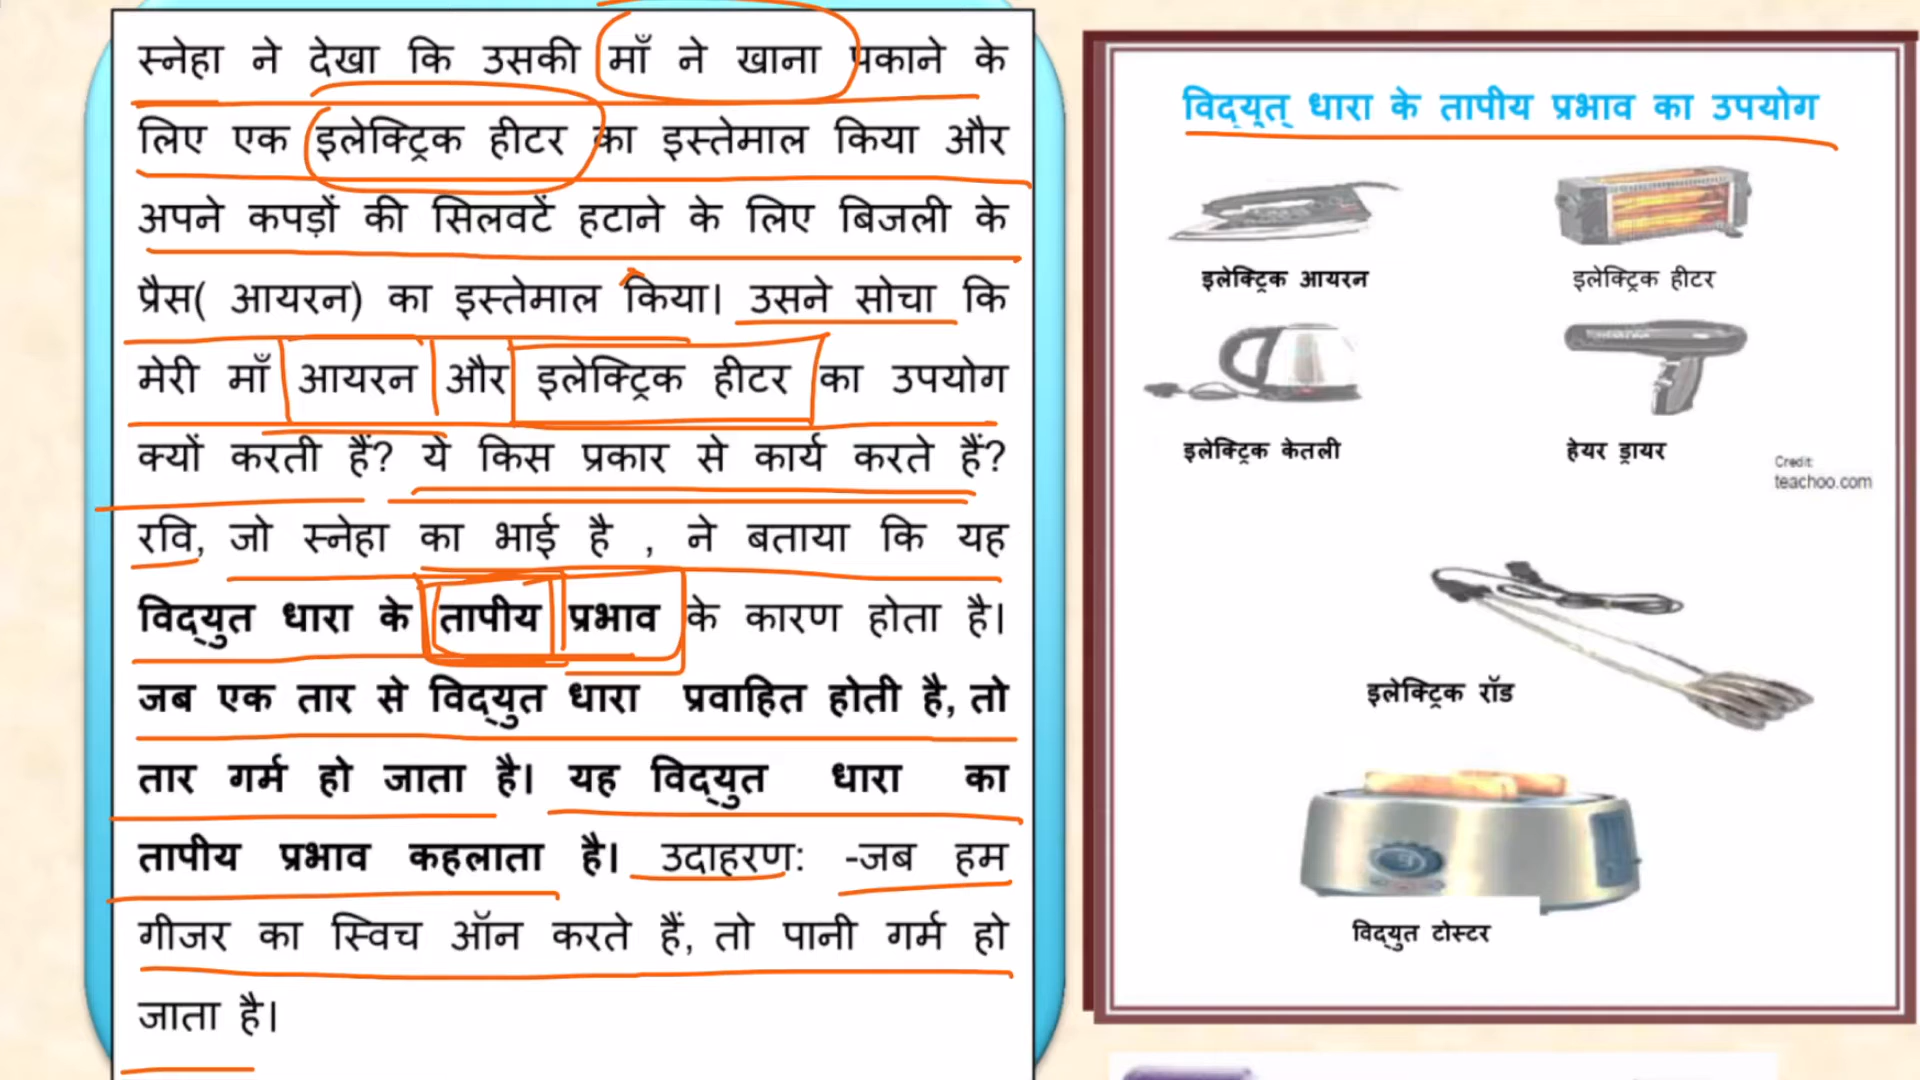 स्नेहा ने देखा कि उसकी माँ ने खाना पकाने के
लिए एक इलेक्ट्रिक हीटर का इस्तेमाल किया और
अपने कपड़ों की सिलवटें हटाने के लिए बिजली के
प्रैस( आयरन) का इस्तेमाल किया। उसने सोचा कि
मेरी माँ आयरन और इलेक्ट्रिक हीटर का उपयोग
क्यों करती हैं? ये किस प्रकार से कार्य करते हैं?
रवि, जो स्नेहा का भाई है , ने बताया कि यह
विद्युत धारा के तापीय प्रभाव के कारण होता है।
जब एक तार से विद्युत धारा प्रवाहित होती है, तो
तार गर्म हो जाता है। यह विद्युत धारा का
तापीय प्रभाव कहलाता है। उदाहरण: -जब हम
गीजर का स्विच ऑन करते हैं, तो पानी गर्म हो
जाता है।
विद्युत् धारा के तापीय प्रभाव का उपयोग
इलेक्ट्रिक आयरन
इलेक्ट्रिक हीटर
इलेक्ट्रिक केतली
हेयर ड्रायर
Credit:
teachoo.com
इलेक्ट्रिक रॉड
विद्युत टोस्टर